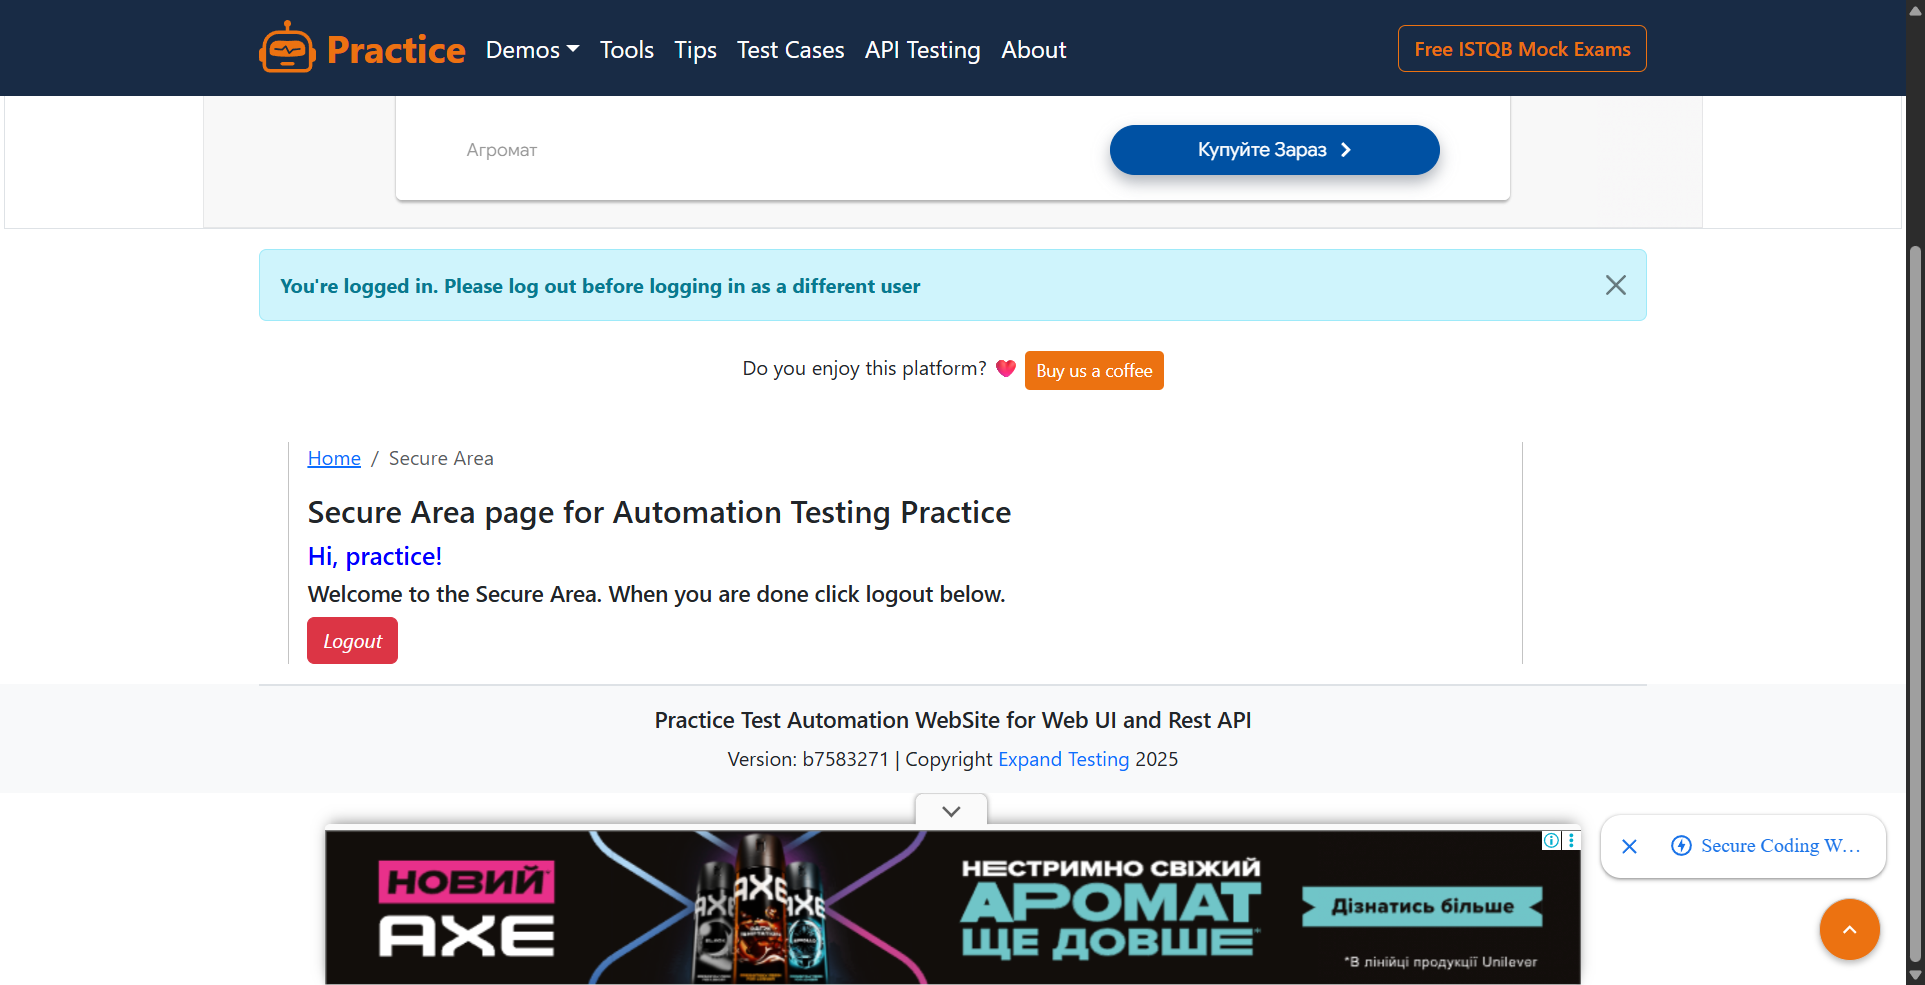 Practice
Demos
Tools
Tips
Test Cases
API Testing
About
Free ISTQB Mock Exams
Агромат
Купуйте Зараз
You're logged in. Please log out before logging in as a different user
Do you enjoy this platform?
Buy us a coffee
Home / Secure Area
Secure Area page for Automation Testing Practice
Hi, practice!
Welcome to the Secure Area. When you are done click logout below.
Logout
Practice Test Automation WebSite for Web UI and Rest API
Version: b7583271 | Copyright Expand Testing 2025
НОВИЙ
AXE
AXE
AXE
AXE
BLACK
НЕСТРИМНО СВІЖИЙ
АРОМАТ
ЩЕ ДОВШЕ*
Дізнатись більше
*В лінійці продукції Unilever
Secure Coding W...